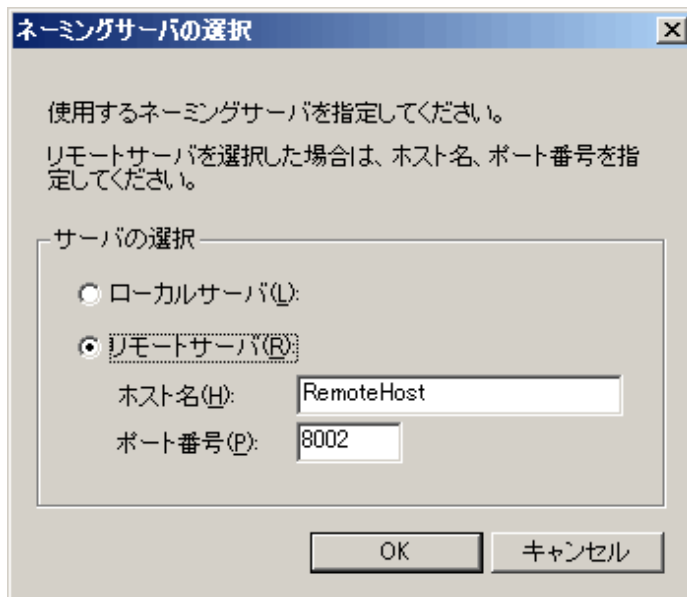 ネーミングサーバの選択
使用するネーミングサーバを指定してください。
リモートサーバを選択した場合は、ホスト名、ポート番号を指
定してください。
サーバの選択
ローカルサーバ(L):
リモートサーバ(R):
ホスト名(H): RemoteHost
ポート番号(P): 8002
OK キャンセル